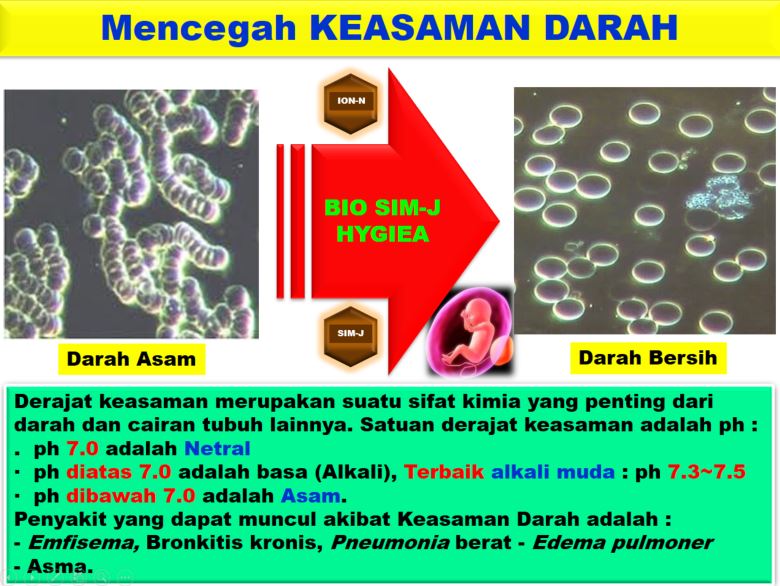 Mencegah KEASAMAN DARAH
ION-N
BIO SIM-J
HYGIEA
SIM-J
Darah Asam
Darah Bersih
Derajat keasaman merupakan suatu sifat kimia yang penting dari
darah dan cairan tubuh lainnya. Satuan derajat keasaman adalah ph :
. ph 7.0 adalah Netral
· ph diatas 7.0 adalah basa (Alkali), Terbaik alkali muda : ph 7.3~7.5
· ph dibawah 7.0 adalah Asam.
Penyakit yang dapat muncul akibat Keasaman Darah adalah :
- Emfisema, Bronkitis kronis, Pneumonia berat - Edema pulmoner
- Asma.